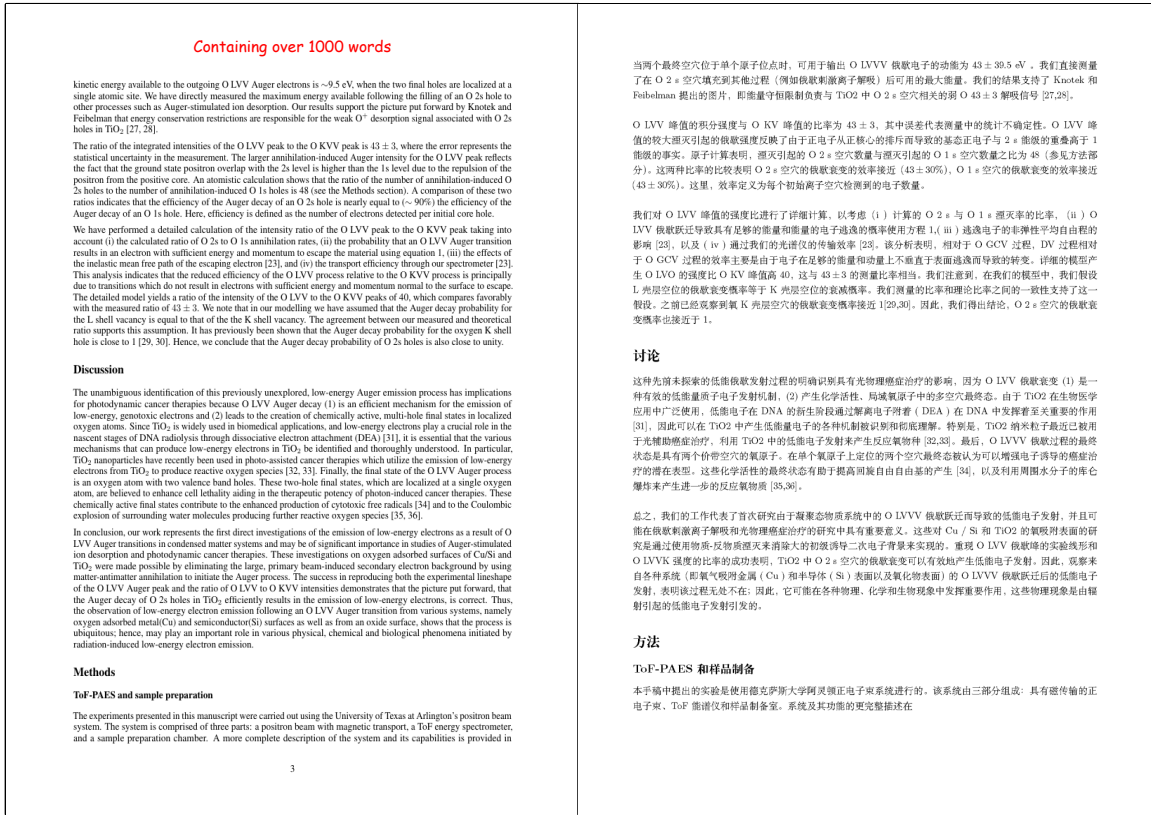 Containing over 1000 words
kinetic energy available to the outgoing O LVV Auger electrons is ∼9.5 eV, when the two final holes are localized at a
single atomic site. We have directly measured the maximum energy available following the filling of an O 2s hole to
other processes such as Auger-stimulated ion desorption. Our results support the picture put forward by Knotek and
Feibelman that energy conservation restrictions are responsible for the weak O⁺ desorption signal associated with O 2s
holes in TiO₂ [27, 28].
The ratio of the integrated intensities of the O LVV peak to the O KVV peak is 43 ± 3, where the error represents the
statistical uncertainty in the measurement. The larger annihilation-induced Auger intensity for the O LVV peak reflects
the fact that the ground state positron overlap with the 2s level is higher than the 1s level due to the repulsion of the
positron from the positive core. An atomistic calculation shows that the ratio of the number of annihilation-induced O
2s holes to the number of annihilation-induced O 1s holes is 48 (see the Methods section). A comparison of these two
ratios indicates that the efficiency of the Auger decay of an O 2s hole is nearly equal to (∼ 90%) the efficiency of the
Auger decay of an O 1s hole. Here, efficiency is defined as the number of electrons detected per initial core hole.
We have performed a detailed calculation of the intensity ratio of the O LVV peak to the O KVV peak taking into
account (i) the calculated ratio of O 2s to O 1s annihilation rates, (ii) the probability that an O LVV Auger transition
results in an electron with sufficient energy and momentum to escape the material using equation 1, (iii) the effects of
the inelastic mean free path of the escaping electron [23], and (iv) the transport efficiency through our spectrometer [23].
This analysis indicates that the reduced efficiency of the O LVV process relative to the O KVV process is principally
due to transitions which do not result in electrons with sufficient energy and momentum normal to the surface to escape.
The detailed model yields a ratio of the intensity of the O LVV to the O KVV peaks of 40, which compares favorably
with the measured ratio of 43 ± 3. We note that in our modelling we have assumed that the Auger decay probability for
the L shell vacancy is equal to that of the the K shell vacancy. The agreement between our measured and theoretical
ratio supports this assumption. It has previously been shown that the Auger decay probability for the oxygen K shell
hole is close to 1 [29, 30]. Hence, we conclude that the Auger decay probability of O 2s holes is also close to unity.
Discussion
The unambiguous identification of this previously unexplored, low-energy Auger emission process has implications
for photodynamic cancer therapies because O LVV Auger decay (1) is an efficient mechanism for the emission of
low-energy, genotoxic electrons and (2) leads to the creation of chemically active, multi-hole final states in localized
oxygen atoms. Since TiO₂ is widely used in biomedical applications, and low-energy electrons play a crucial role in the
nascent stages of DNA radiolysis through dissociative electron attachment (DEA) [31], it is essential that the various
mechanisms that can produce low-energy electrons in TiO₂ be identified and thoroughly understood. In particular,
TiO₂ nanoparticles have recently been used in photo-assisted cancer therapies which utilize the emission of low-energy
electrons from TiO₂ to produce reactive oxygen species [32, 33]. Finally, the final state of the O LVV Auger process
is an oxygen atom with two valence band holes. These two-hole final states, which are localized at a single oxygen
atom, are believed to enhance cell lethality aiding in the therapeutic potency of photon-induced cancer therapies. These
chemically active final states contribute to the enhanced production of cytotoxic free radicals [34] and to the Coulombic
explosion of surrounding water molecules producing further reactive oxygen species [35, 36].
In conclusion, our work represents the first direct investigations of the emission of low-energy electrons as a result of O
LVV Auger transitions in condensed matter systems and may be of significant importance in studies of Auger-stimulated
ion desorption and photodynamic cancer therapies. These investigations on oxygen adsorbed surfaces of Cu/Si and
TiO₂ were made possible by eliminating the large, primary beam-induced secondary electron background by using
matter-antimatter annihilation to initiate the Auger process. The success in reproducing both the experimental lineshape
of the O LVV Auger peak and the ratio of O LVV to O KVV intensities demonstrates that the picture put forward, that
the Auger decay of O 2s holes in TiO₂ efficiently results in the emission of low-energy electrons, is correct. Thus,
the observation of low-energy electron emission following an O LVV Auger transition from various systems, namely
oxygen adsorbed metal(Cu) and semiconductor(Si) surfaces as well as from an oxide surface, shows that the process is
ubiquitous; hence, may play an important role in various physical, chemical and biological phenomena initiated by
radiation-induced low-energy electron emission.
Methods
ToF-PAES and sample preparation
The experiments presented in this manuscript were carried out using the University of Texas at Arlington's positron beam
system. The system is comprised of three parts: a positron beam with magnetic transport, a ToF energy spectrometer,
and a sample preparation chamber. A more complete description of the system and its capabilities is provided in
3
当两个最终空穴位于单个原子位点时，可用于输出 O LVVV 俄歇电子的动能为 43 ± 39.5 eV 。我们直接测量
了在 O 2 s 空穴填充到其他过程（例如俄歇刺激离子解吸）后可用的最大能量。我们的结果支持了 Knotek 和
Feibelman 提出的图片，即能量守恒限制负责与 TiO2 中 O 2 s 空穴相关的弱 O 43 ± 3 解吸信号 [27,28]。
O LVV 峰值的积分强度与 O KV 峰值的比率为 43 ± 3，其中误差代表测量中的统计不确定性。O LVV 峰
值的较大湮灭引起的俄歇强度反映了由于正电子从正核心的排斥而导致的基态正电子与 2 s 能级的重叠高于 1
能级的事实。原子计算表明，湮灭引起的 O 2 s 空穴数量与湮灭引起的 O 1 s 空穴数量之比为 48（参见方法部
分）。这两种比率的比较表明 O 2 s 空穴的俄歇衰变的效率接近（43±30%），O 1 s 空穴的俄歇衰变的效率接近
（43±30%）。这里，效率定义为每个初始离子空穴检测到的电子数量。
我们对 O LVV 峰值的强度比进行了详细计算，以考虑（i ）计算的 O 2 s 与 O 1 s 湮灭率的比率，（ii ）O
LVV 俄歇跃迁导致具有足够的能量和能量的电子逃逸的概率使用方程 1,( iii ) 逃逸电子的非弹性平均自由程的
影响 [23]，以及 ( iv ) 通过我们的光谱仪的传输效率 [23]。该分析表明，相对于 O GCV 过程，DV 过程相对
于 O GCV 过程的效率主要是由于电子在足够的能量和动量上不垂直于表面逃逸而导致的转变。详细的模型产
生 O LVO 的强度比 O KV 峰值高 40，这与 43±3 的测量比率相当。我们注意到，在我们的模型中，我们假设
L 壳层空位的俄歇衰变概率等于 K 壳层空位的衰减概率。我们测量的比率和理论比率之间的一致性支持了这一
假设。之前已经观察到氧 K 壳层空穴的俄歇衰变概率接近 1[29,30]。因此，我们得出结论，O 2 s 空穴的俄歇衰
变概率也接近于 1。
讨论
这种先前未探索的低能俄歇发射过程的明确识别具有光物理癌症治疗的影响，因为 O LVV 俄歇衰变 (1) 是一
种有效的低能量质子电子发射机制，(2) 产生化学活性、局域氧原子中的多空穴最终态。由于 TiO2 在生物医学
应用中广泛使用，低能电子在 DNA 的新生阶段通过解离电子附着 ( DEA ) 在 DNA 中发挥着至关重要的作用
[31]，因此可以在 TiO2 中产生低能量电子的各种机制被识别和彻底理解。特别是，TiO2 纳米粒子最近已被用
于光辅助癌症治疗，利用 TiO2 中的低能电子发射来产生反应氧物种 [32,33]。最后，O LVVV 俄歇过程的最终
状态是具有两个价带空穴的氧原子。在单个氧原子上定位的两个空穴最终态被认为可以增强电子诱导的癌症治
疗的潜在表型。这些化学活性的最终状态有助于提高回旋自由自由基的产生 [34]，以及利用周围水分子的库仑
爆炸来产生进一步的反应氧物质 [35,36]。
总之，我们的工作代表了首次研究由于凝聚态物质系统中的 O LVVV 俄歇跃迁而导致的低能电子发射，并且可
能在俄歇刺激离子解吸和光物理癌症治疗的研究中具有重要意义。这些对 Cu / Si 和 TiO2 的氧吸附表面的研
究是通过使用物质-反物质湮灭来消除大的初级诱导二次电子背景来实现的。重现 O LVV 俄歇峰的实验线形和
O LVVK 强度的比率的成功表明，TiO2 中 O 2 s 空穴的俄歇衰变可以有效地产生低能电子发射。因此，观察来
自各种系统（即氧气吸附金属 ( Cu ) 和半导体 ( Si ) 表面以及氧化物表面）的 O LVVV 俄歇跃迁后的低能电子
发射，表明该过程无处不在；因此，它可能在各种物理、化学和生物现象中发挥重要作用，这些物理现象是由辐
射引起的低能电子发射引发的。
方法
ToF-PAES 和样品制备
本手稿中提出的实验是使用德克萨斯大学阿灵顿正电子束系统进行的。该系统由三部分组成：具有磁传输的正
电子束、ToF 能谱仪和样品制备室。系统及其功能的更完整描述在